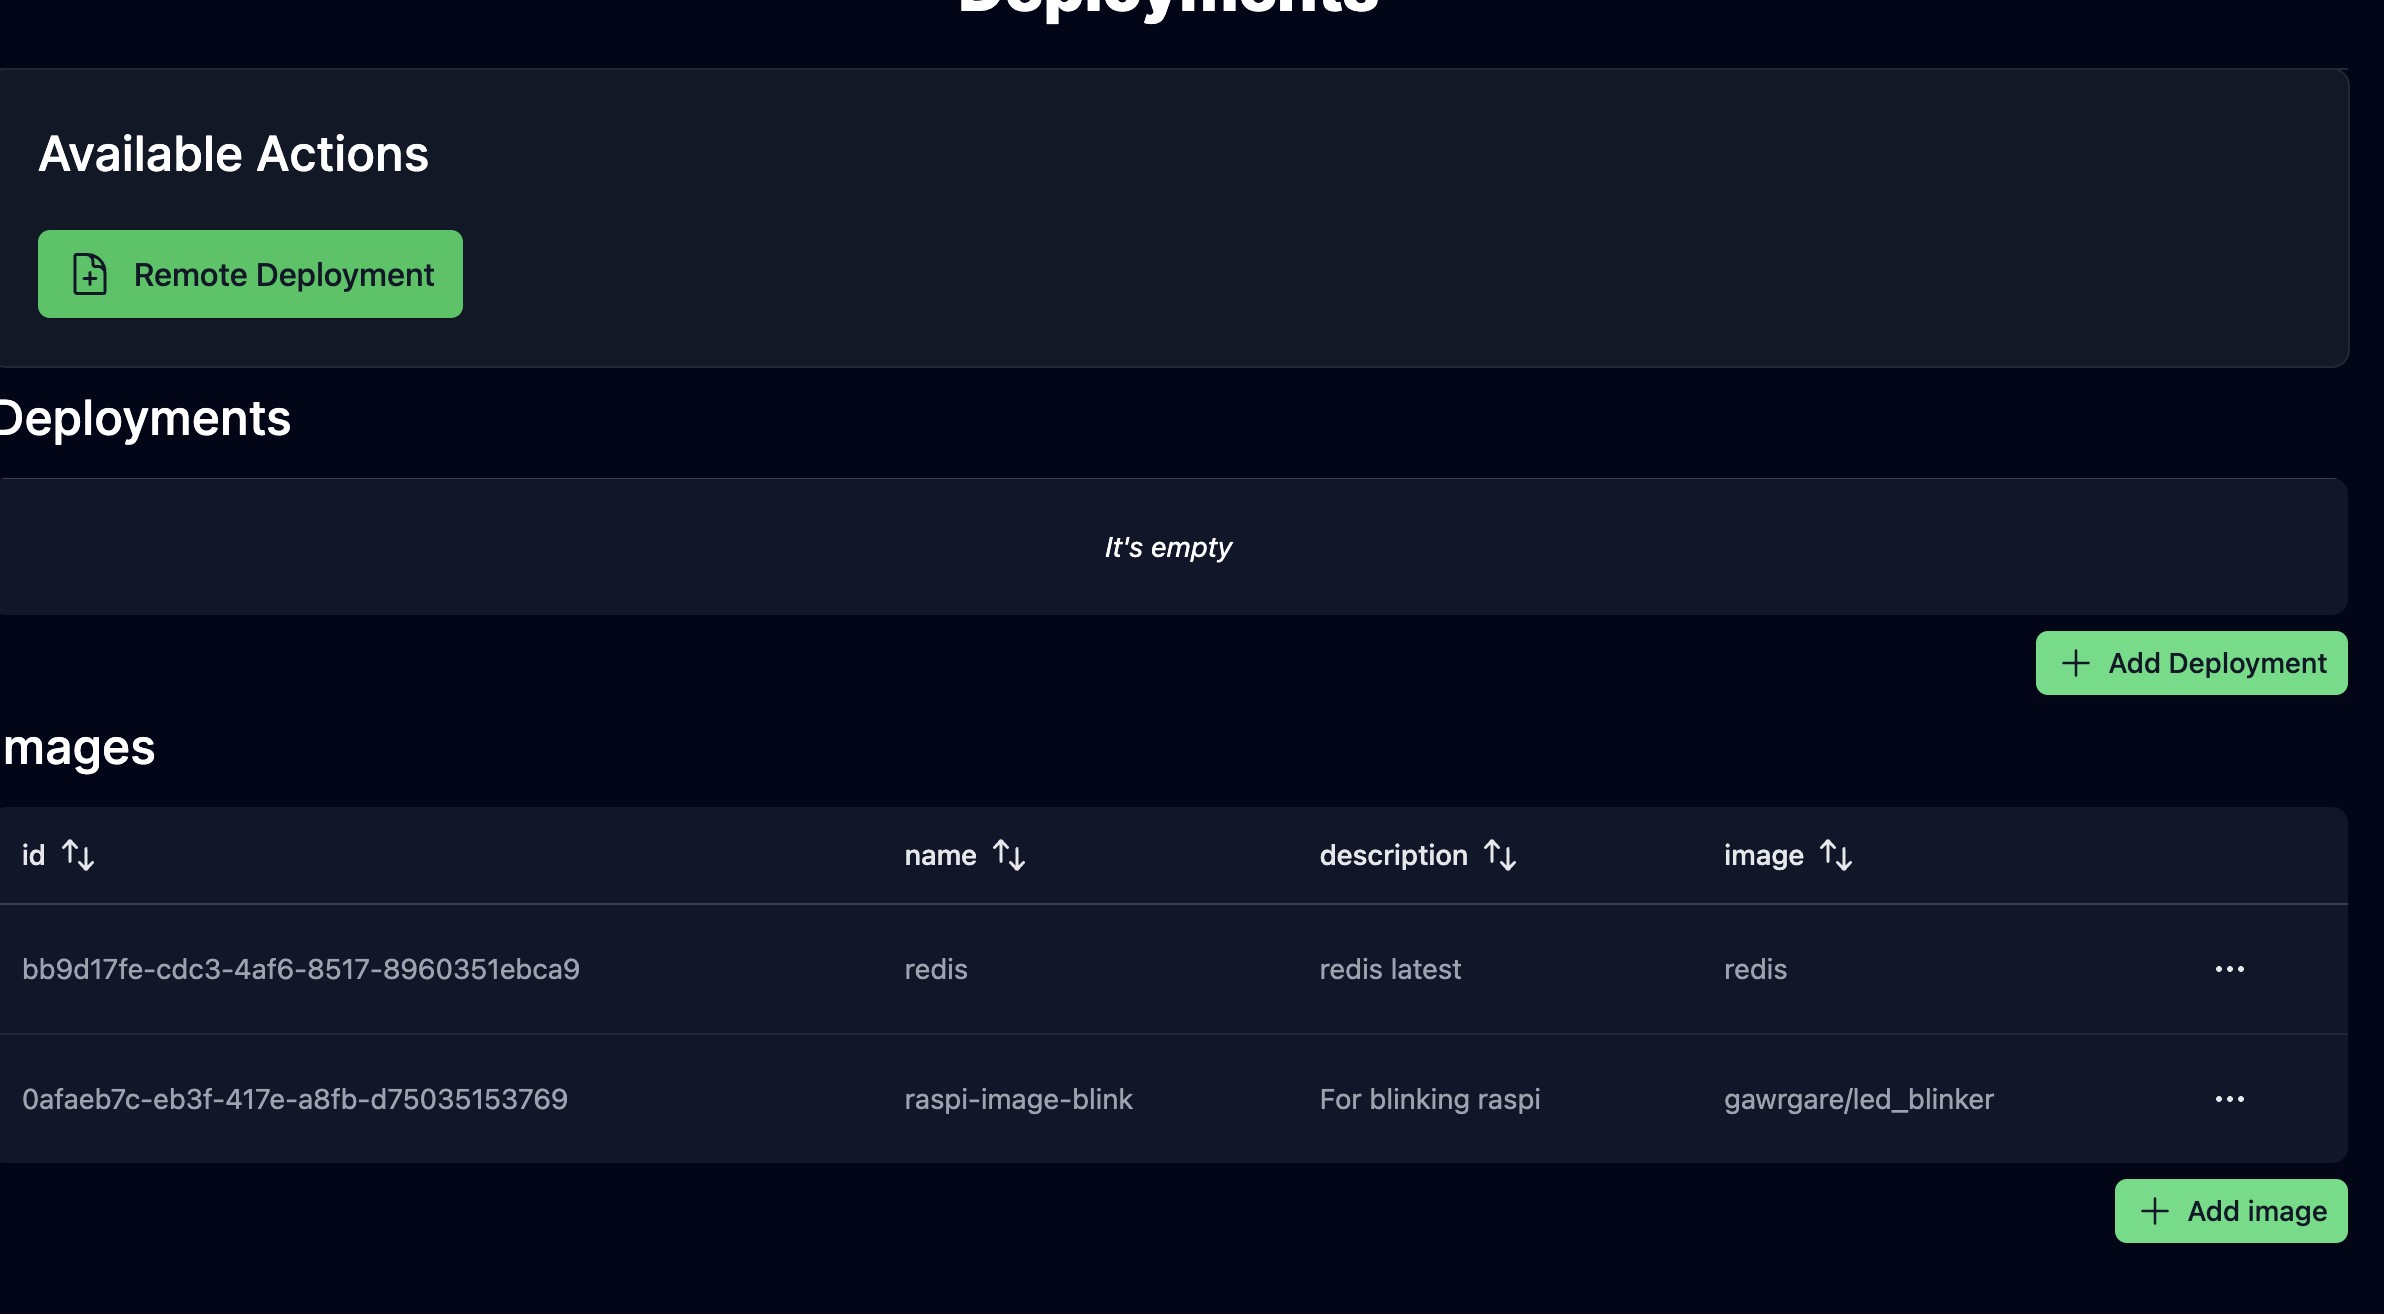 Deployments
Available Actions
Remote Deployment
Deployments
It's empty
Add Deployment
mages
id name description image
bb9d17fe-cdc3-4af6-8517-8960351ebca9 redis redis latest redis
0afaeb7c-eb3f-417e-a8fb-d75035153769 raspi-image-blink For blinking raspi gawrgare/led_blinker
Add image